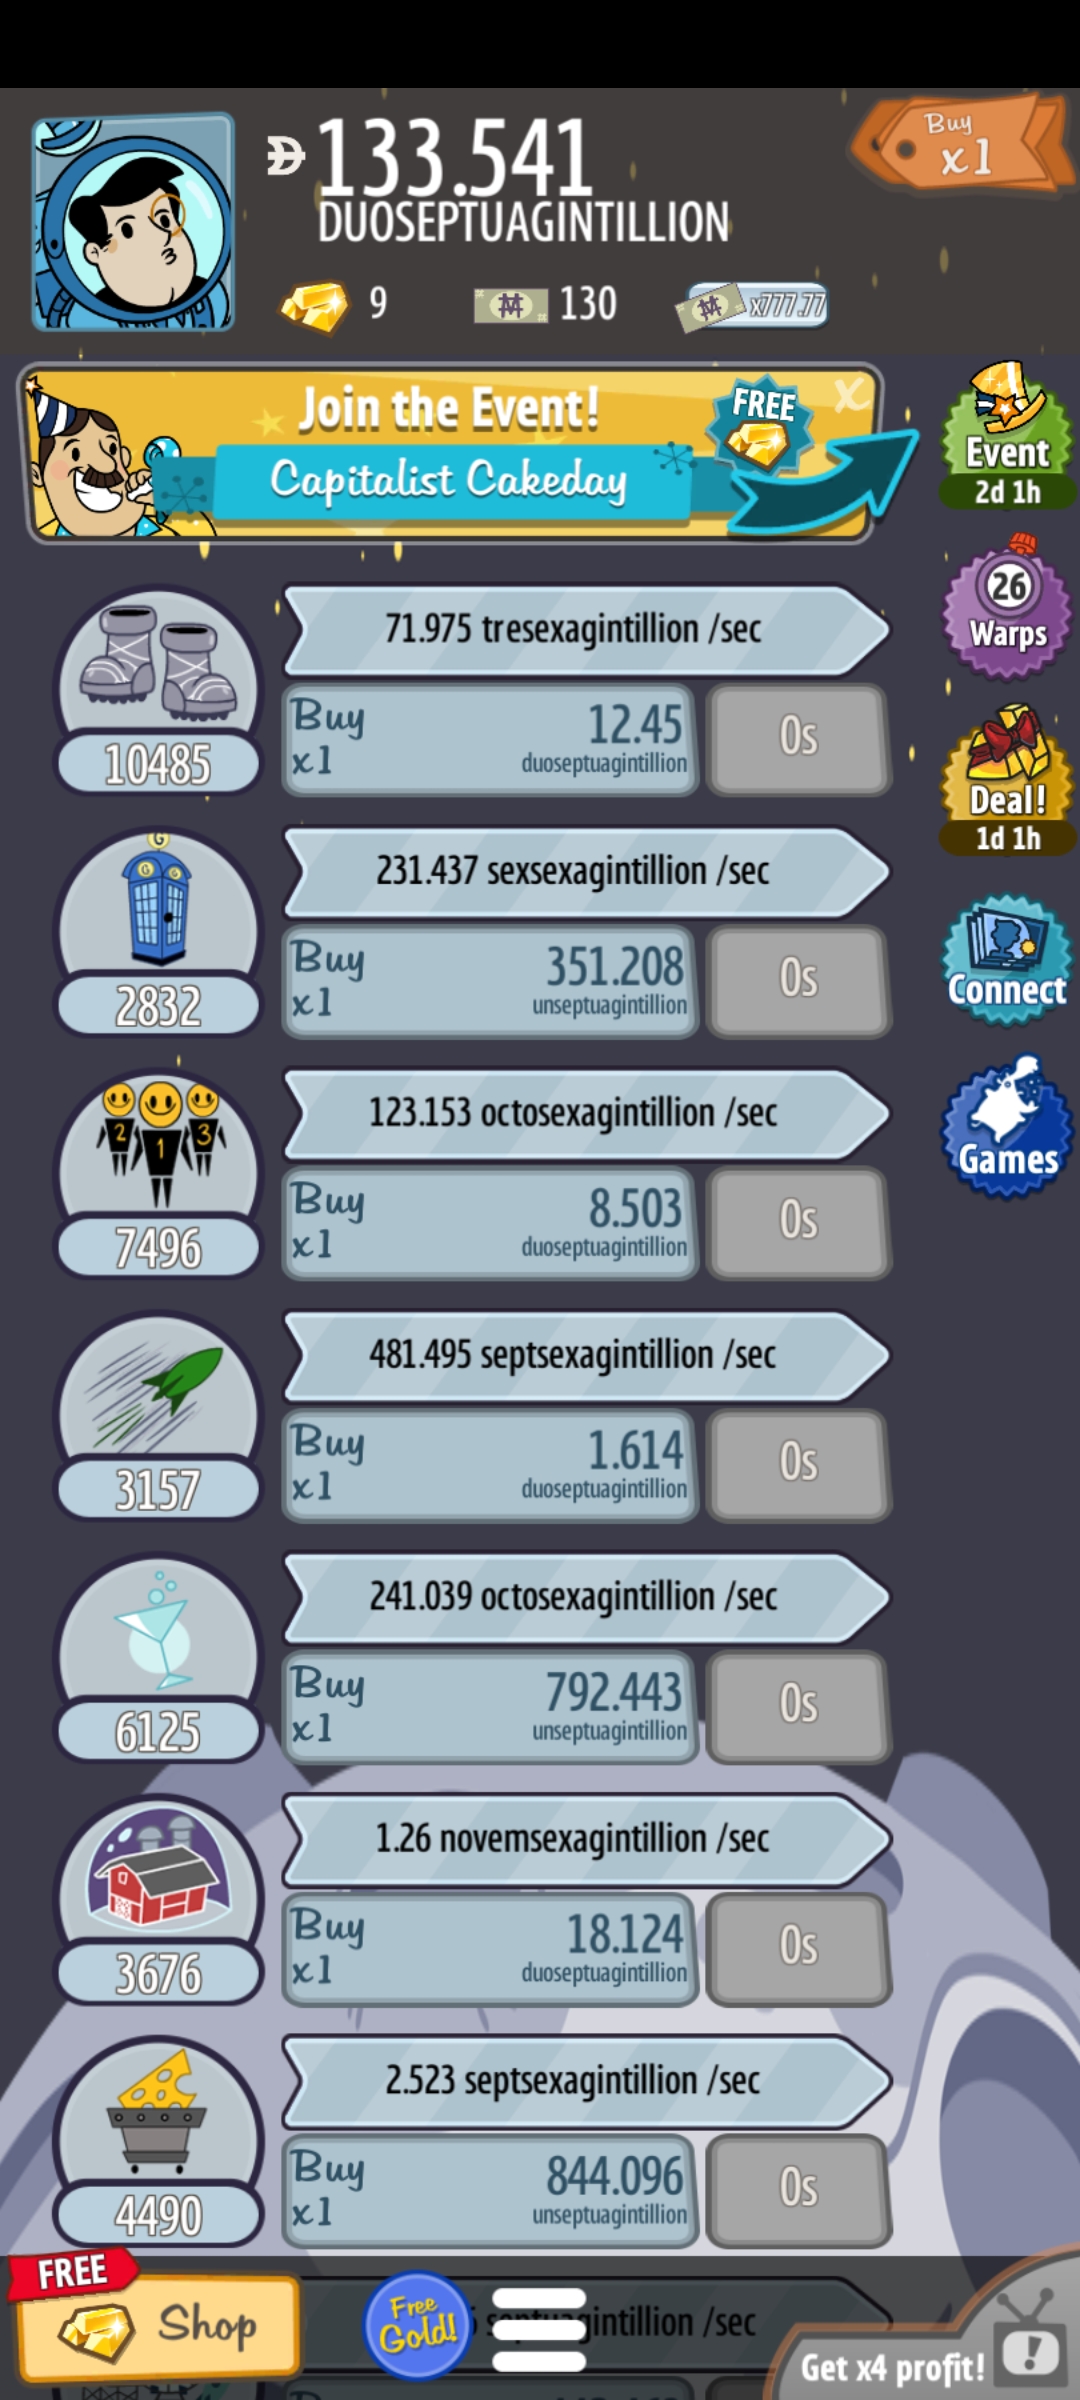 133.541
DUOSEPTUAGINTILLION
Buy
x1
9
130
x777.77
Join the Event!
Capitalist Cakeday
FREE
X
Event
2d 1h
71.975 tresexagintillion /sec
Buy
x1
12.45
duoseptuagintillion
0s
10485
26
Warps
Deal!
1d 1h
G
G G
231.437 sexsexagintillion /sec
Buy
x1
351.208
unseptuagintillion
0s
2832
Connect
2 1 3
123.153 octosexagintillion /sec
Buy
x1
8.503
duoseptuagintillion
0s
7496
Games
481.495 septsexagintillion /sec
Buy
x1
1.614
duoseptuagintillion
0s
3157
241.039 octosexagintillion /sec
Buy
x1
792.443
unseptuagintillion
0s
6125
1.26 novemsexagintillion /sec
Buy
x1
18.124
duoseptuagintillion
0s
3676
2.523 septsexagintillion /sec
Buy
x1
844.096
unseptuagintillion
0s
4490
FREE
Shop
Free
Gold!
/sec
Get x4 profit!
!